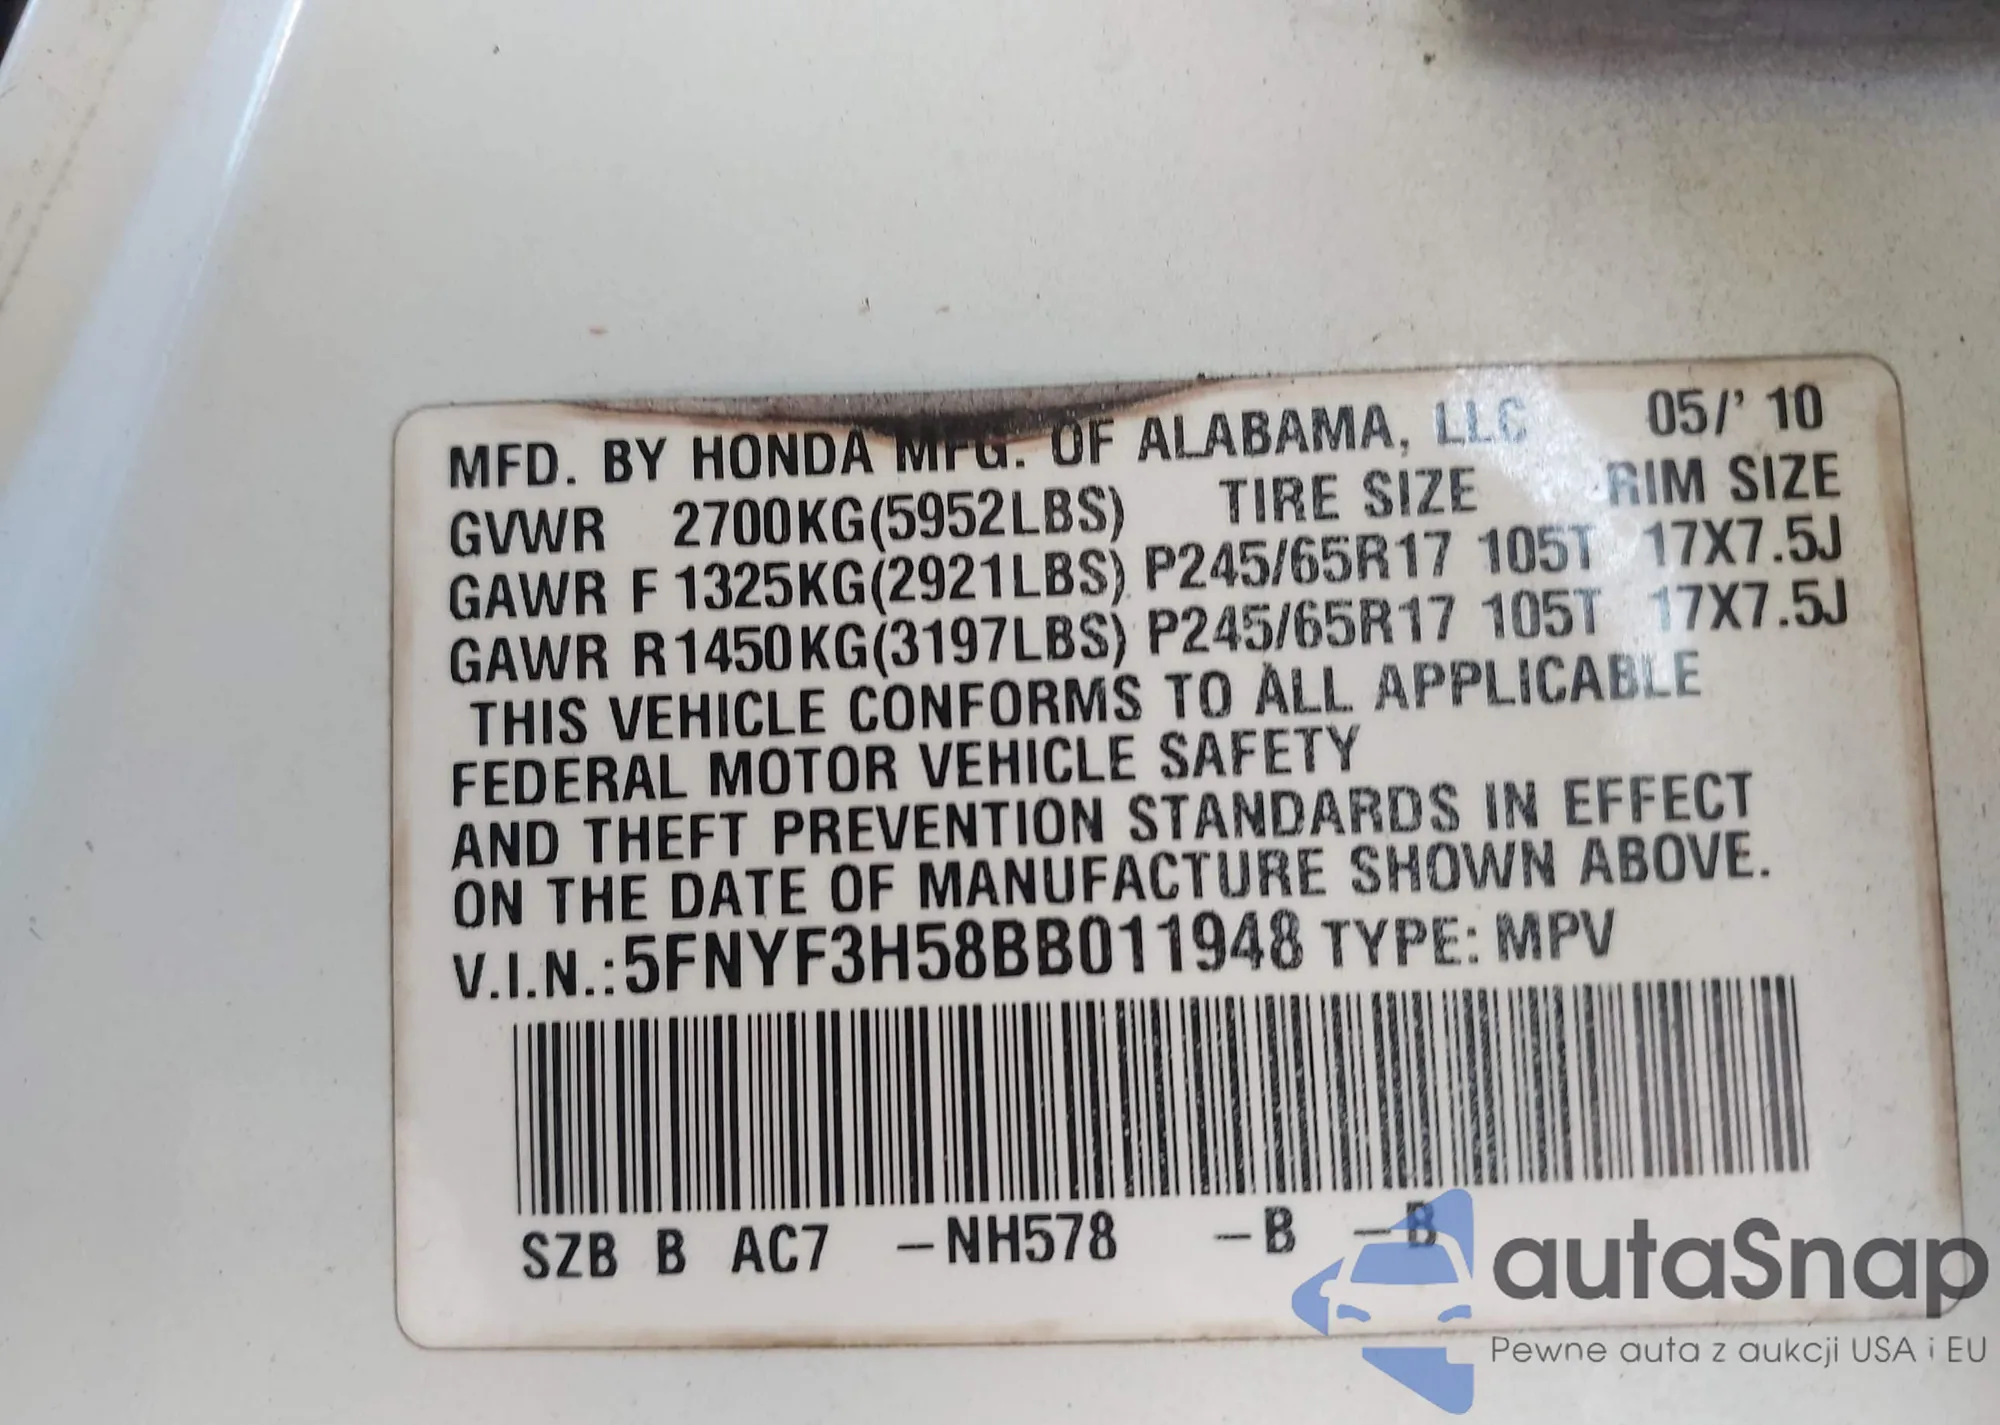 MFD. BY HONDA MFG. OF ALABAMA, LLC 05/' 10
GVWR 2700KG(5952LBS) TIRE SIZE RIM SIZE
GAWR F 1325KG(2921LBS) P245/65R17 105T 17X7.5J
GAWR R 1450KG(3197LBS) P245/65R17 105T 17X7.5J
THIS VEHICLE CONFORMS TO ALL APPLICABLE
FEDERAL MOTOR VEHICLE SAFETY
AND THEFT PREVENTION STANDARDS IN EFFECT
ON THE DATE OF MANUFACTURE SHOWN ABOVE.
V.I.N.:5FNYF3H58BB011948 TYPE: MPV
SZB B AC7 –NH578 –B –B
autaSnap
Pewne auta z aukcji USA i EU